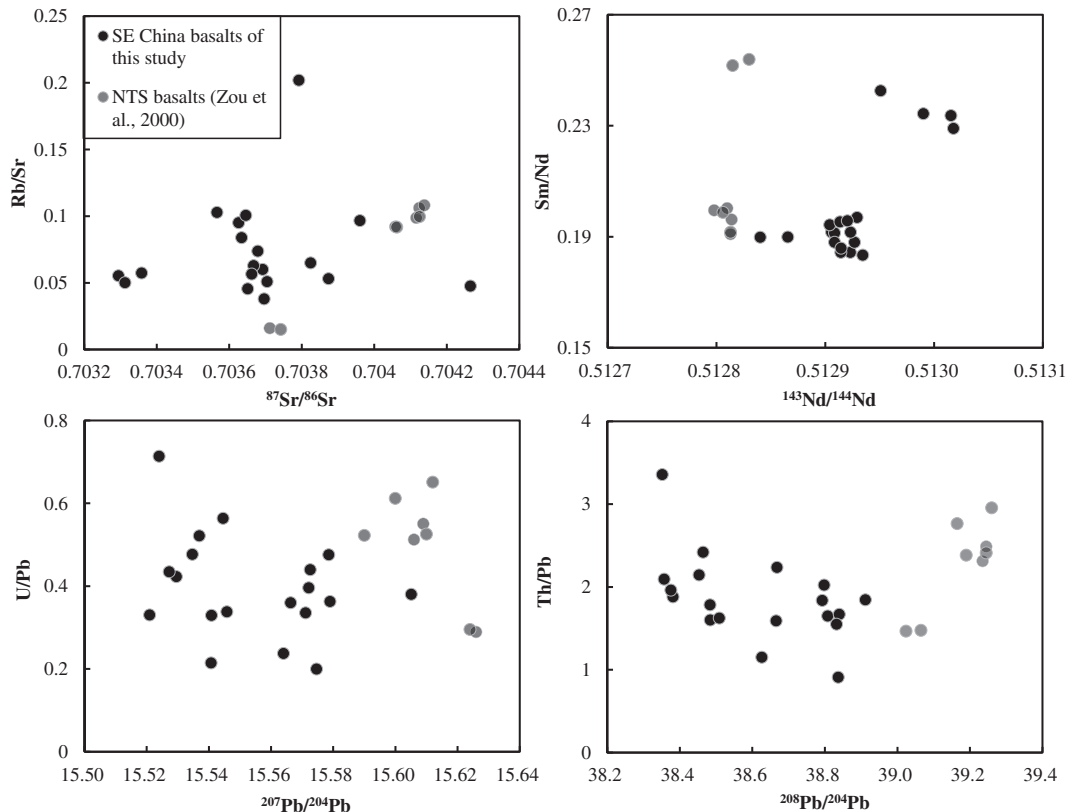 SE China basalts of
this study
NTS basalts (Zou et
al., 2000)
0.25
0.2
0.15
0.1
0.05
0
Rb/Sr
0.7032 0.7034 0.7036 0.7038 0.704 0.7042 0.7044
⁸⁷Sr/⁸⁶Sr
0.27
0.23
0.19
0.15
Sm/Nd
0.5127 0.5128 0.5129 0.5130 0.5131
¹⁴³Nd/¹⁴⁴Nd
0.8
0.6
0.4
0.2
0
U/Pb
15.50 15.52 15.54 15.56 15.58 15.60 15.62 15.64
²⁰⁷Pb/²⁰⁴Pb
4
3
2
1
0
Th/Pb
38.2 38.4 38.6 38.8 39.0 39.2 39.4
²⁰⁸Pb/²⁰⁴Pb